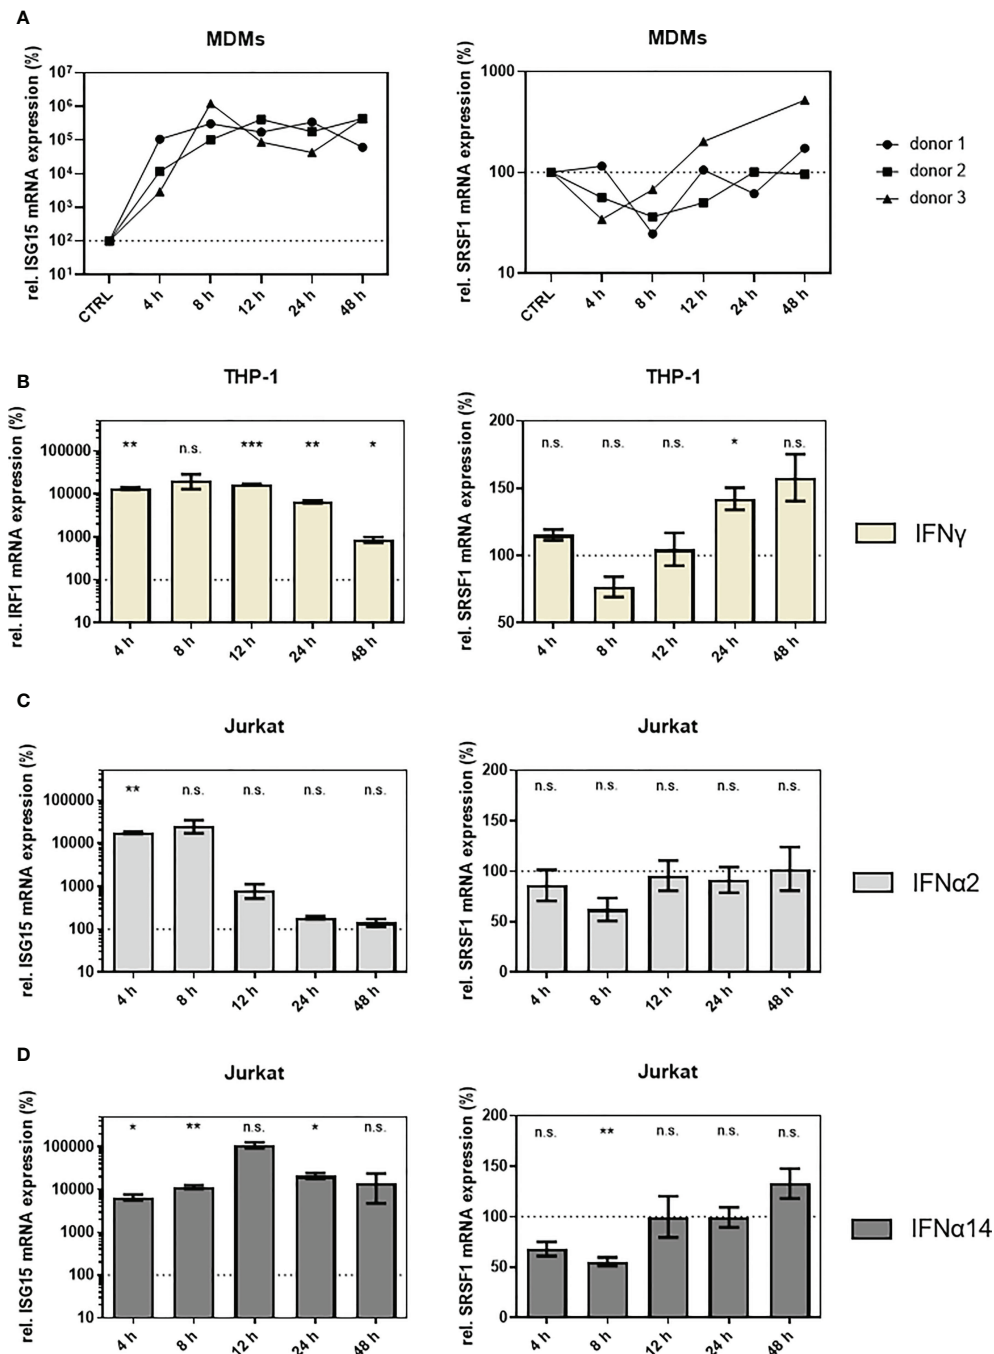 A
MDMs
rel. ISG15 mRNA expression (%)
10⁷
10⁶
10⁵
10⁴
10³
10²
10¹
CTRL
4 h
8 h
12 h
24 h
48 h
MDMs
rel. SRSF1 mRNA expression (%)
1000
100
10
CTRL
4 h
8 h
12 h
24 h
48 h
donor 1
donor 2
donor 3
B
THP-1
rel. IRF1 mRNA expression (%)
100000
10000
1000
100
10
** n.s. *** ** *
4 h
8 h
12 h
24 h
48 h
THP-1
rel. SRSF1 mRNA expression (%)
200
150
100
50
n.s. n.s. n.s. * n.s.
4 h
8 h
12 h
24 h
48 h
IFNγ
C
Jurkat
rel. ISG15 mRNA expression (%)
100000
10000
1000
100
10
** n.s. n.s. n.s. n.s.
4 h
8 h
12 h
24 h
48 h
Jurkat
rel. SRSF1 mRNA expression (%)
200
150
100
50
0
n.s. n.s. n.s. n.s. n.s.
4 h
8 h
12 h
24 h
48 h
IFNα2
D
Jurkat
rel. ISG15 mRNA expression (%)
100000
10000
1000
100
10
* ** n.s. * n.s.
4 h
8 h
12 h
24 h
48 h
Jurkat
rel. SRSF1 mRNA expression (%)
200
150
100
50
0
n.s. ** n.s. n.s. n.s.
4 h
8 h
12 h
24 h
48 h
IFNα14